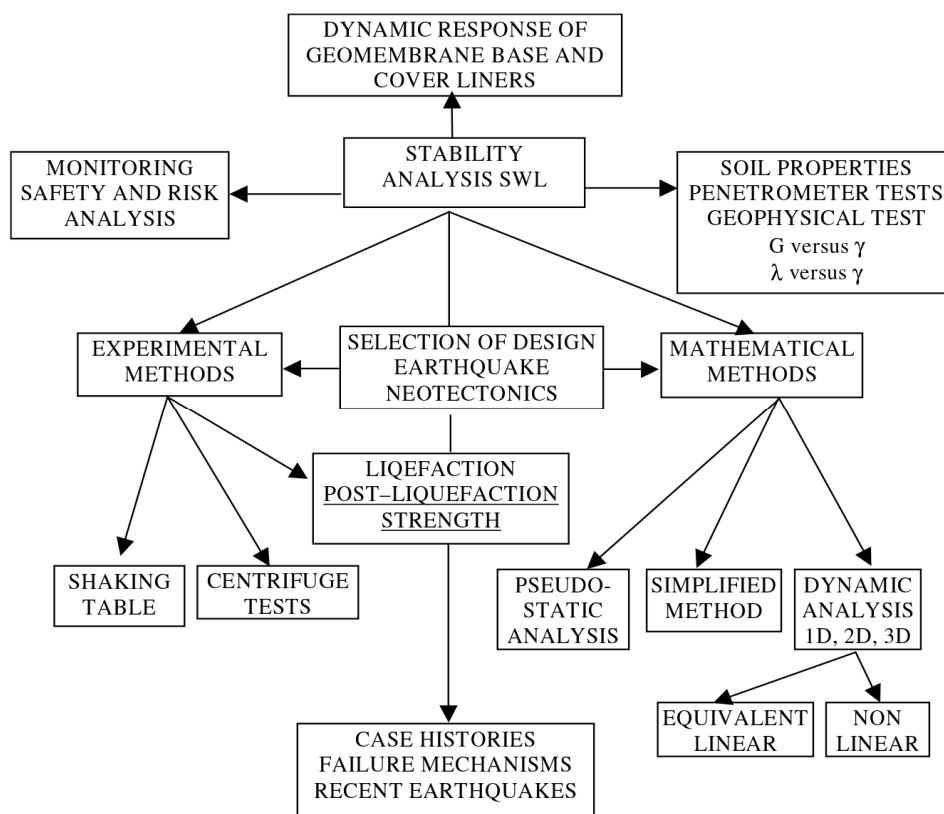 DYNAMIC RESPONSE OF
GEOMEMBRANE BASE AND
COVER LINERS
STABILITY
ANALYSIS SWL
MONITORING
SAFETY AND RISK
ANALYSIS
SOIL PROPERTIES
PENETROMETER TESTS
GEOPHYSICAL TEST
G versus γ
λ versus γ
EXPERIMENTAL
METHODS
SELECTION OF DESIGN
EARTHQUAKE
NEOTECTONICS
MATHEMATICAL
METHODS
LIQEFACTION
POST–LIQUEFACTION
STRENGTH
SHAKING
TABLE
CENTRIFUGE
TESTS
PSEUDO-
STATIC
ANALYSIS
SIMPLIFIED
METHOD
DYNAMIC
ANALYSIS
1D, 2D, 3D
EQUIVALENT
LINEAR
NON
LINEAR
CASE HISTORIES
FAILURE MECHANISMS
RECENT EARTHQUAKES